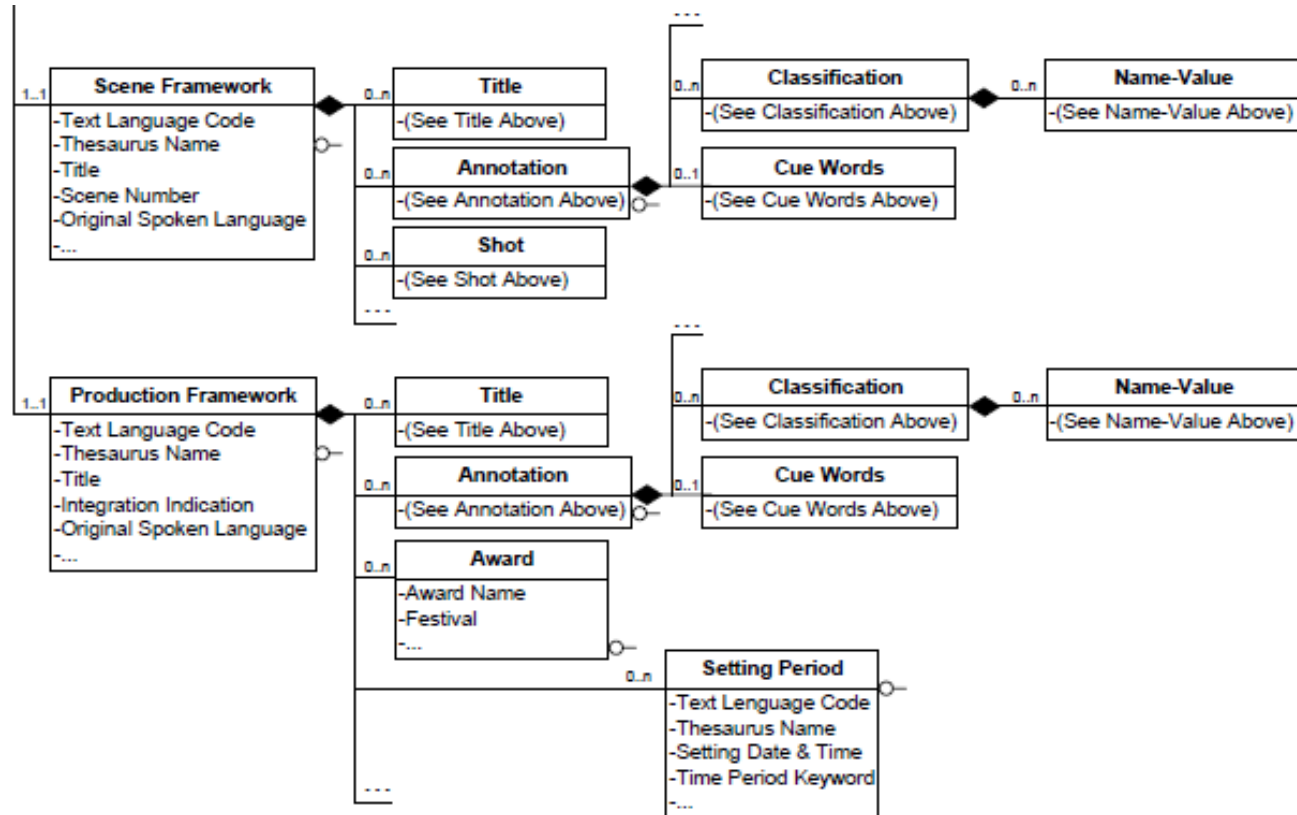 ---
Scene Framework
1..1
-Text Language Code
-Thesaurus Name
-Title
-Scene Number
-Original Spoken Language
-...
0..n
Title
-(See Title Above)
0..n
Annotation
-(See Annotation Above)
0..n
Shot
-(See Shot Above)
---
0..n
Classification
-(See Classification Above)
0..n
Name-Value
-(See Name-Value Above)
0..1
Cue Words
-(See Cue Words Above)
---
Production Framework
1..1
-Text Language Code
-Thesaurus Name
-Title
-Integration Indication
-Original Spoken Language
-...
0..n
Title
-(See Title Above)
0..n
Annotation
-(See Annotation Above)
0..n
Classification
-(See Classification Above)
0..n
Name-Value
-(See Name-Value Above)
0..1
Cue Words
-(See Cue Words Above)
0..n
Award
-Award Name
-Festival
-...
0..n
Setting Period
-Text Lenguage Code
-Thesaurus Name
-Setting Date & Time
-Time Period Keyword
-...
---